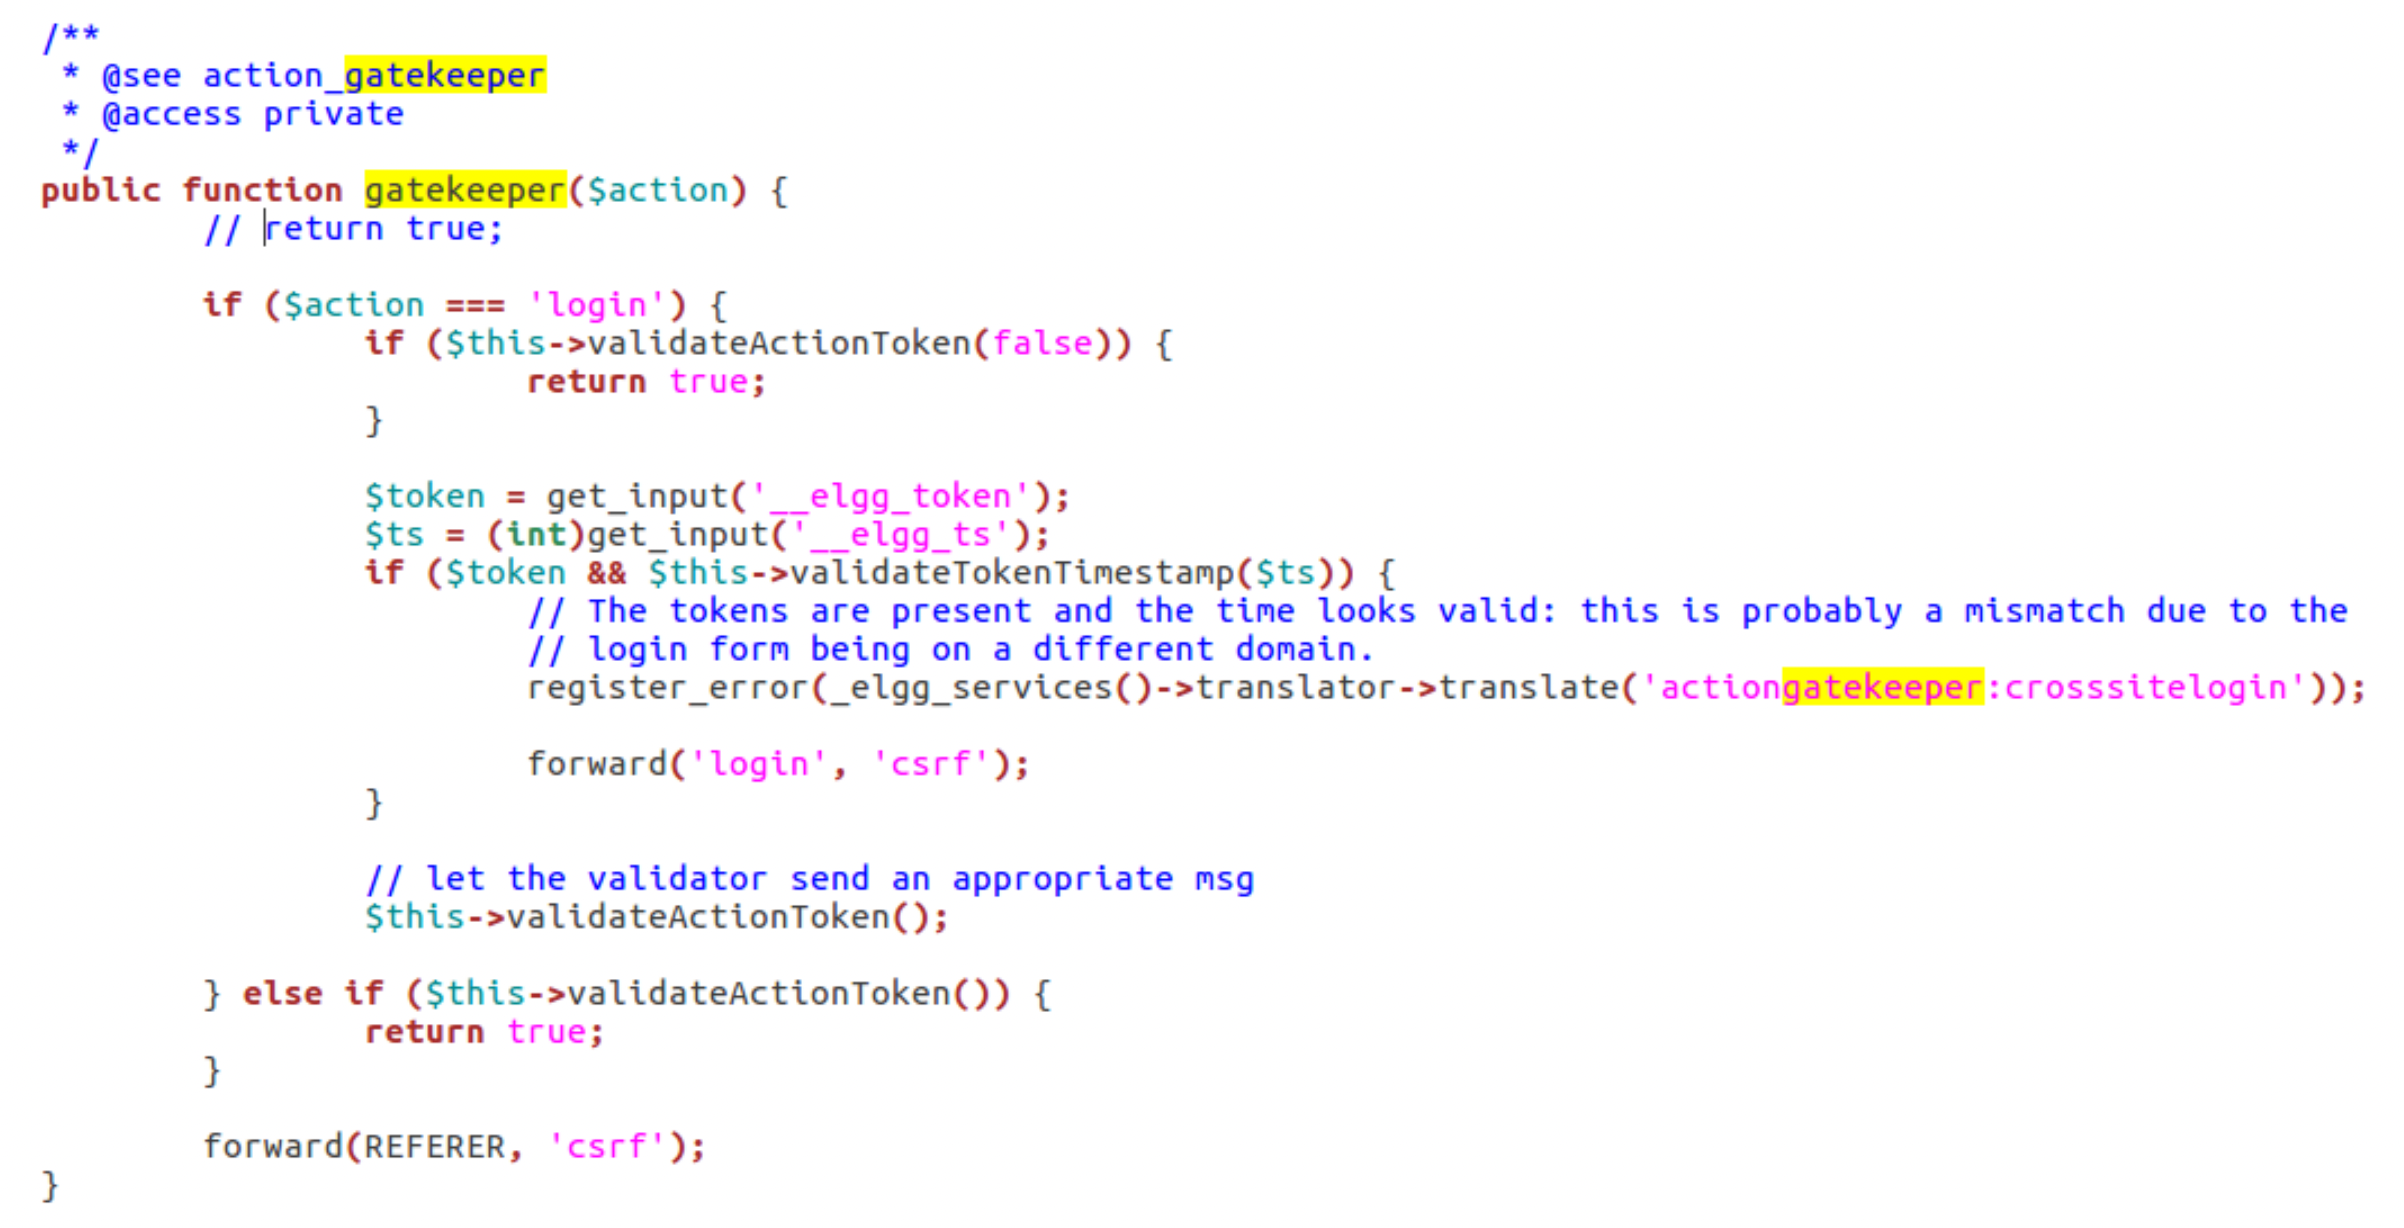 /**
 * @see action_gatekeeper
 * @access private
 */
public function gatekeeper($action) {
        // return true;

        if ($action === 'login') {
                if ($this->validateActionToken(false)) {
                        return true;
                }

                $token = get_input('__elgg_token');
                $ts = (int)get_input('__elgg_ts');
                if ($token && $this->validateTokenTimestamp($ts)) {
                        // The tokens are present and the time looks valid: this is probably a mismatch due to the
                        // login form being on a different domain.
                        register_error(_elgg_services()->translator->translate('actiongatekeeper:crosssitelogin'));

                        forward('login', 'csrf');
                }

                // let the validator send an appropriate msg
                $this->validateActionToken();

        } else if ($this->validateActionToken()) {
                return true;
        }

        forward(REFERER, 'csrf');
}